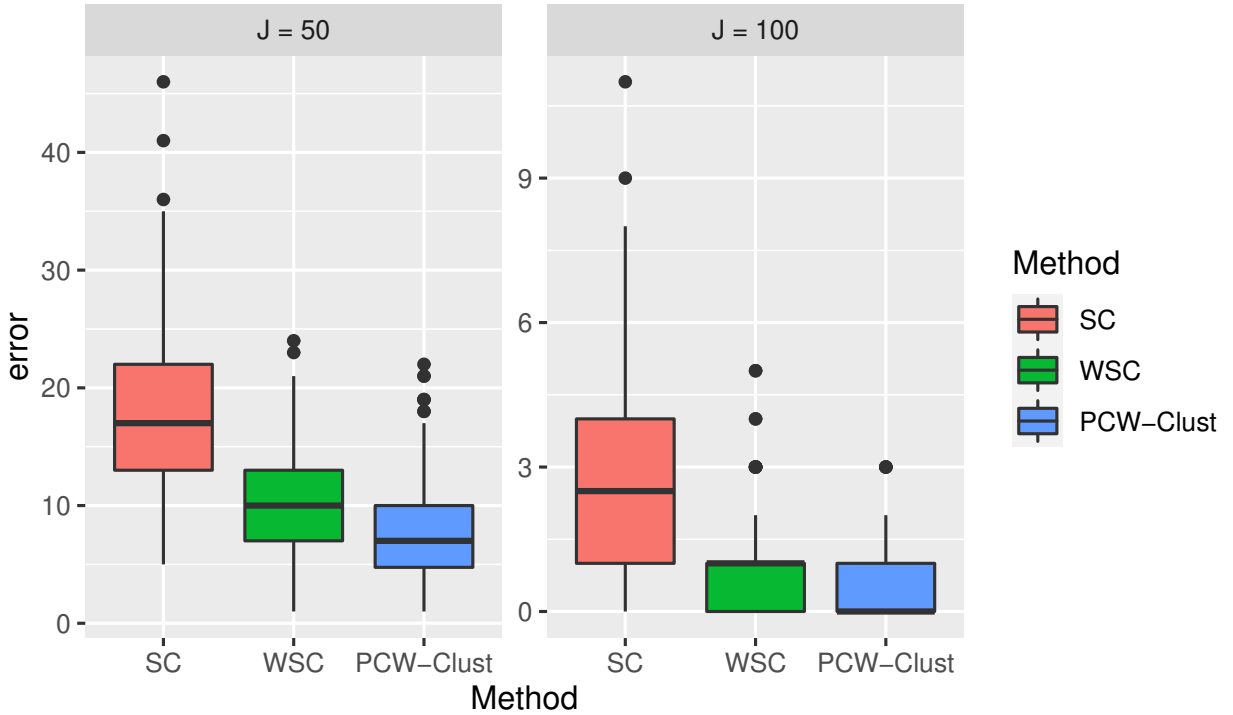 J = 50
J = 100
error
40
30
20
10
0
9
6
3
0
SC
WSC
PCW−Clust
SC
WSC
PCW−Clust
Method
Method
SC
WSC
PCW−Clust